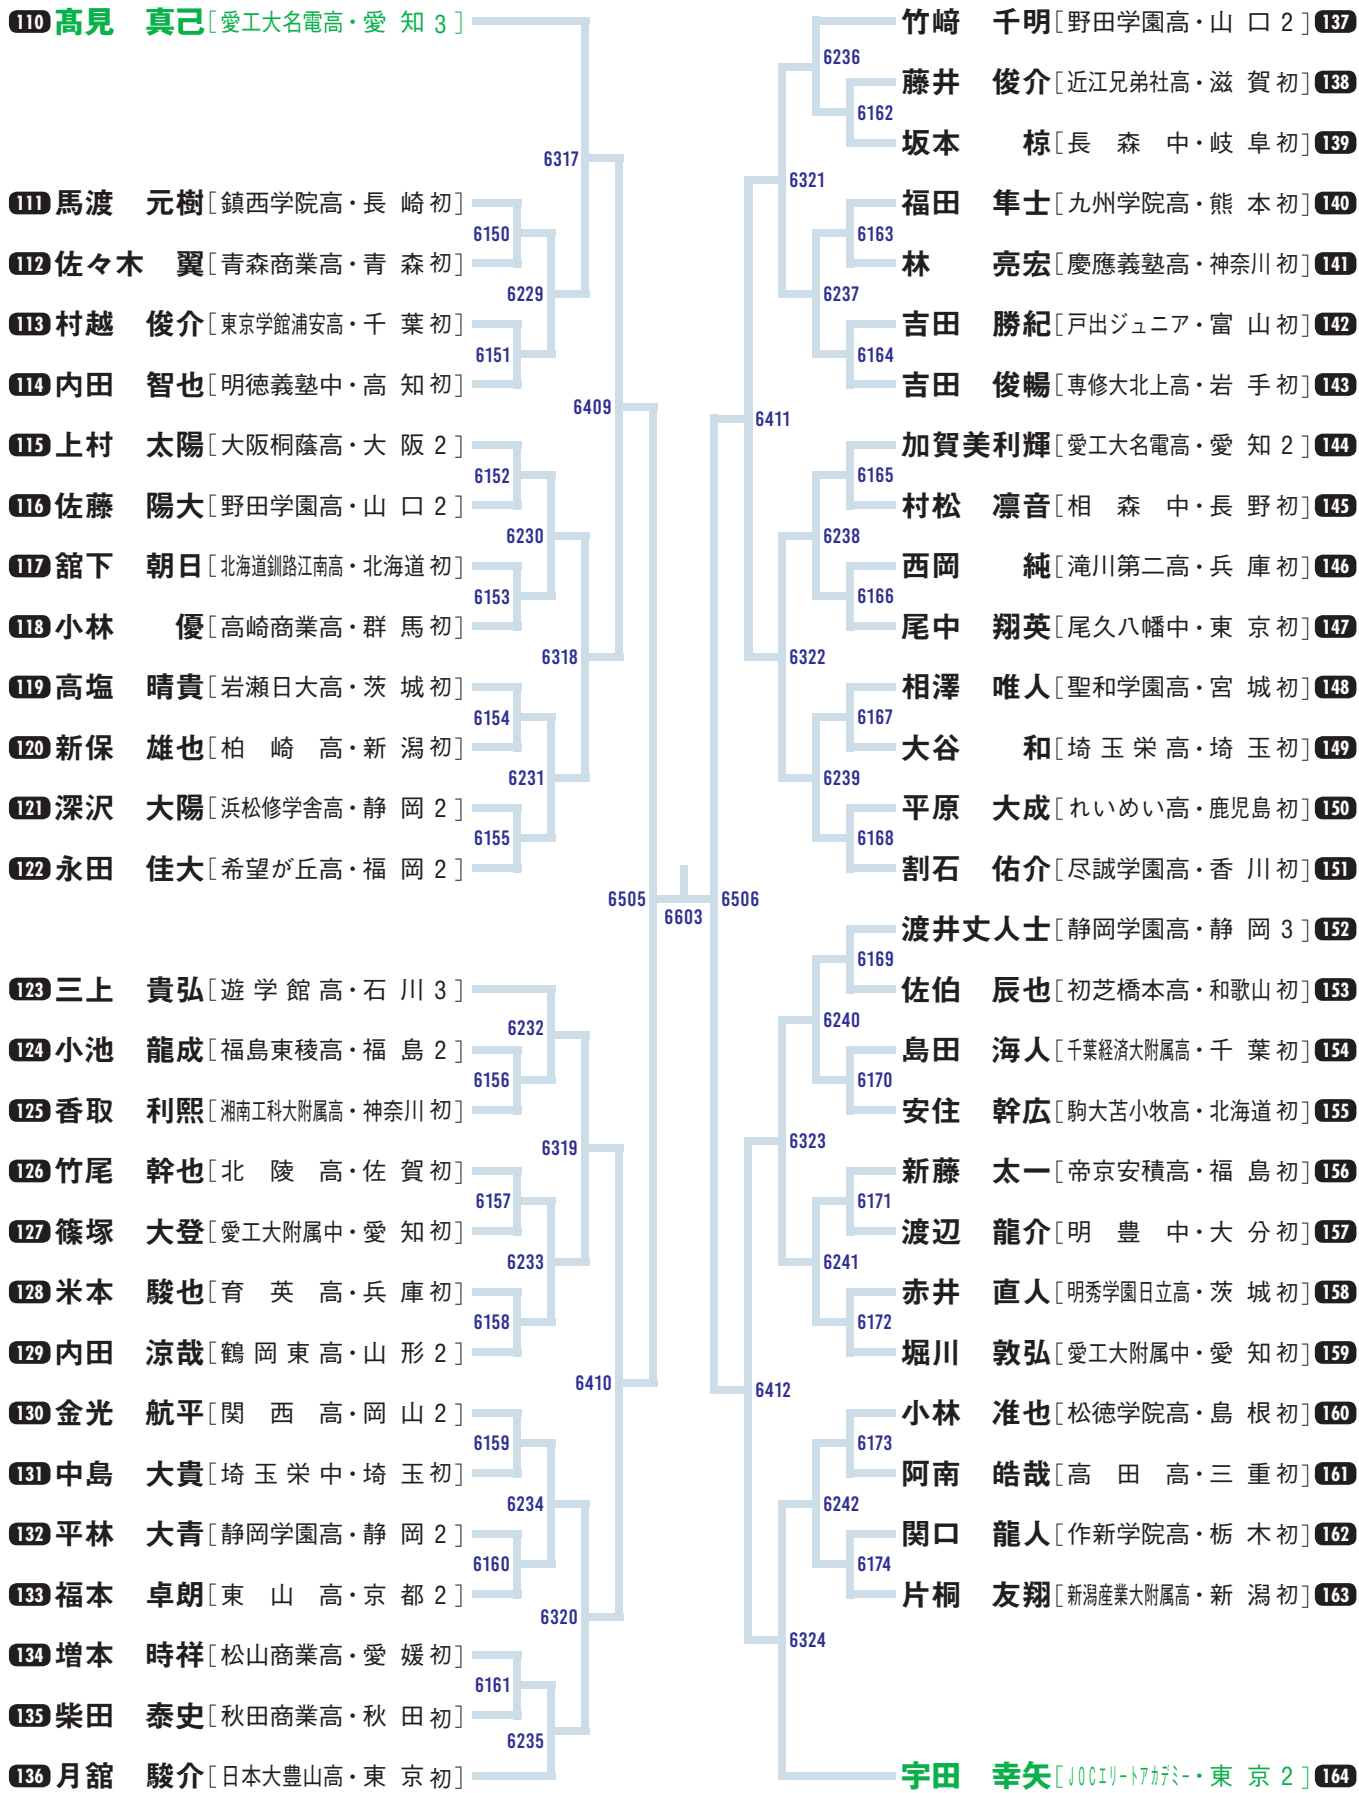 110 髙見 真己 [愛工大名電高・愛知 3]
6317
111 馬渡 元樹 [鎮西学院高・長崎 初]
6150
112 佐々木 翼 [青森商業高・青森 初]
6229
113 村越 俊介 [東京学館浦安高・千葉 初]
6151
114 内田 智也 [明徳義塾中・高知 初]
6409
115 上村 太陽 [大阪桐蔭高・大阪 2]
6152
116 佐藤 陽大 [野田学園高・山口 2]
6230
117 舘下 朝日 [北海道釧路江南高・北海道 初]
6153
118 小林 優 [高崎商業高・群馬 初]
6318
119 高塩 晴貴 [岩瀬日大高・茨城 初]
6154
120 新保 雄也 [柏崎高・新潟 初]
6231
121 深沢 大陽 [浜松修学舎高・静岡 2]
6155
122 永田 佳大 [希望が丘高・福岡 2]
6505
6603
6506
123 三上 貴弘 [遊学館高・石川 3]
6232
124 小池 龍成 [福島東稜高・福島 2]
6156
125 香取 利熙 [湘南工科大附属高・神奈川 初]
6319
126 竹尾 幹也 [北陵高・佐賀 初]
6157
127 篠塚 大登 [愛工大附属中・愛知 初]
6233
128 米本 駿也 [育英高・兵庫 初]
6158
129 内田 涼哉 [鶴岡東高・山形 2]
6410
130 金光 航平 [関西高・岡山 2]
6159
131 中島 大貴 [埼玉栄中・埼玉 初]
6234
132 平林 大青 [静岡学園高・静岡 2]
6160
133 福本 卓朗 [東山高・京都 2]
6320
134 増本 時祥 [松山商業高・愛媛 初]
6161
135 柴田 泰史 [秋田商業高・秋田 初]
6235
136 月舘 駿介 [日本大豊山高・東京 初]
竹﨑 千明 [野田学園高・山口 2] 137
6236
藤井 俊介 [近江兄弟社高・滋賀 初] 138
6162
坂本 椋 [長森中・岐阜 初] 139
6321
福田 隼士 [九州学院高・熊本 初] 140
6163
林 亮宏 [慶應義塾高・神奈川 初] 141
6237
吉田 勝紀 [戸出ジュニア・富山 初] 142
6164
吉田 俊暢 [専修大北上高・岩手 初] 143
6411
加賀美利輝 [愛工大名電高・愛知 2] 144
6165
村松 凛音 [相森中・長野 初] 145
6238
西岡 純 [滝川第二高・兵庫 初] 146
6166
尾中 翔英 [尾久八幡中・東京 初] 147
6322
相澤 唯人 [聖和学園高・宮城 初] 148
6167
大谷 和 [埼玉栄高・埼玉 初] 149
6239
平原 大成 [れいめい高・鹿児島 初] 150
6168
割石 佑介 [尽誠学園高・香川 初] 151
渡井丈人士 [静岡学園高・静岡 3] 152
6169
佐伯 辰也 [初芝橋本高・和歌山 初] 153
6240
島田 海人 [千葉経済大附属高・千葉 初] 154
6170
安住 幹広 [駒大苫小牧高・北海道 初] 155
6323
新藤 太一 [帝京安積高・福島 初] 156
6171
渡辺 龍介 [明豊中・大分 初] 157
6241
赤井 直人 [明秀学園日立高・茨城 初] 158
6172
堀川 敦弘 [愛工大附属中・愛知 初] 159
6412
小林 准也 [松徳学院高・島根 初] 160
6173
阿南 皓哉 [高田高・三重 初] 161
6242
関口 龍人 [作新学院高・栃木 初] 162
6174
片桐 友翔 [新潟産業大附属高・新潟 初] 163
6324
宇田 幸矢 [JOCエリートアカデミー・東京 2] 164